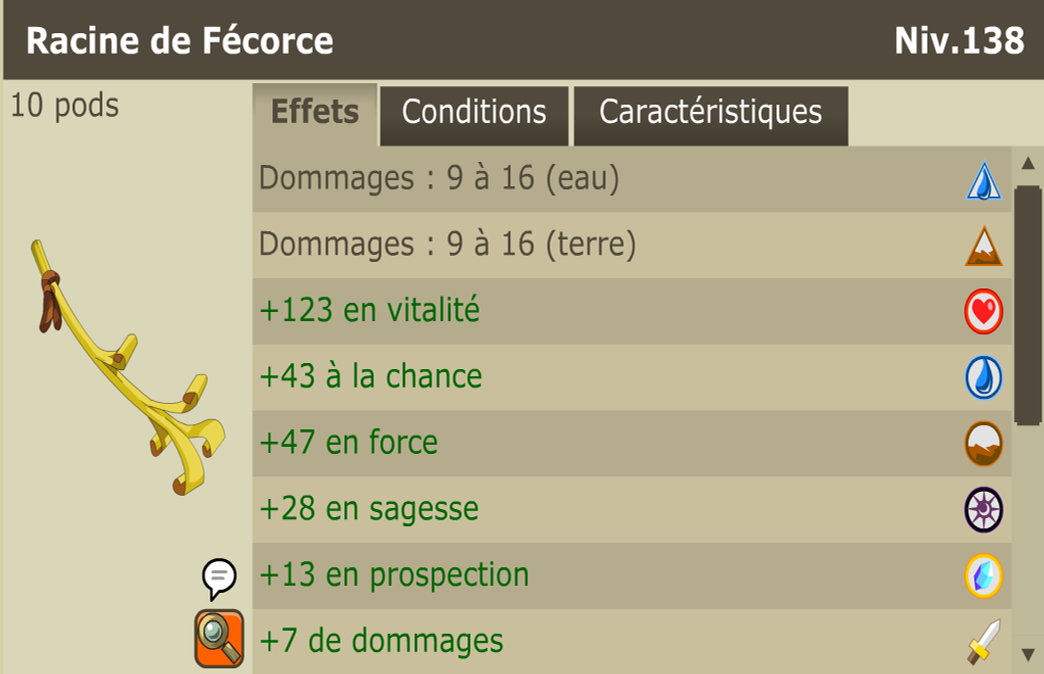 Racine de Fécorce
Niv.138
10 pods
Effets
Conditions
Caractéristiques
Dommages : 9 à 16 (eau)
Dommages : 9 à 16 (terre)
+123 en vitalité
+43 à la chance
+47 en force
+28 en sagesse
+13 en prospection
+7 de dommages